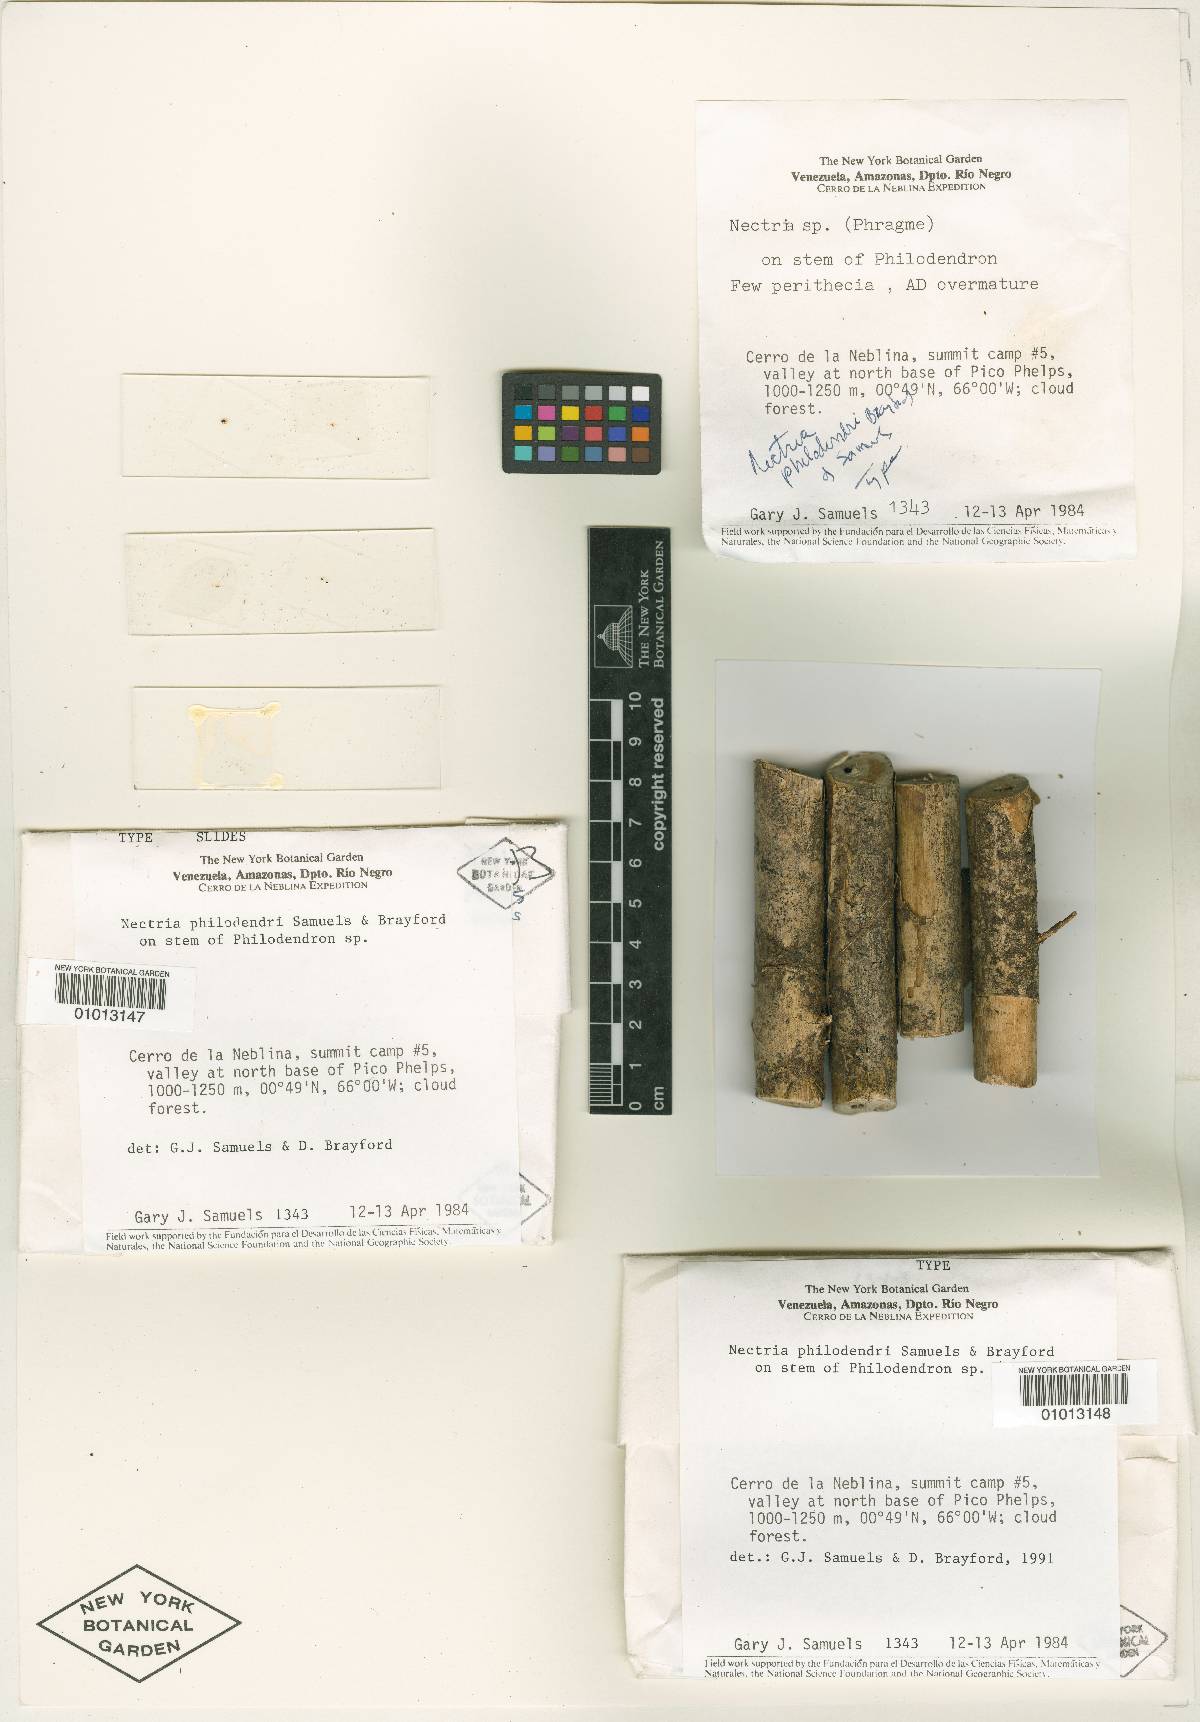 The New York Botanical Garden
Venezuela, Amazonas, Dpto. Río Negro
CERRO DE LA NEBLINA EXPEDITION
Nectria sp. (Phragme)
on stem of Philodendron
Few perithecia , AD overmature
Cerro de la Neblina, summit camp #5,
valley at north base of Pico Phelps,
1000-1250 m, 00°49'N, 66°00'W; cloud
forest.
Nectria
philodendri Brayford
& Samuels
Type
Gary J. Samuels 1343 12-13 Apr 1984
Field work supported by the Fundación para el Desarrollo de las Ciencias Físicas, Matemáticas y
Naturales, the National Science Foundation and the National Geographic Society.
THE NEW YORK
BOTANICAL GARDEN
copyright reserved
10
9
8
7
6
5
4
3
2
1
0
cm
TYPE SLIDES
The New York Botanical Garden
Venezuela, Amazonas, Dpto. Río Negro
CERRO DE LA NEBLINA EXPEDITION
NEW YORK
BOTANICAL
GARDEN
Nectria philodendri Samuels & Brayford
on stem of Philodendron sp.
NEW YORK BOTANICAL GARDEN
01013147
Cerro de la Neblina, summit camp #5,
valley at north base of Pico Phelps,
1000-1250 m, 00°49'N, 66°00'W; cloud
forest.
det: G.J. Samuels & D. Brayford
Gary J. Samuels 1343 12-13 Apr 1984
Field work supported by the Fundación para el Desarrollo de las Ciencias Físicas, Matemáticas y
Naturales, the National Science Foundation and the National Geographic Society.
TYPE
The New York Botanical Garden
Venezuela, Amazonas, Dpto. Río Negro
CERRO DE LA NEBLINA EXPEDITION
Nectria philodendri Samuels & Brayford
on stem of Philodendron sp.
NEW YORK BOTANICAL GARDEN
01013148
Cerro de la Neblina, summit camp #5,
valley at north base of Pico Phelps,
1000-1250 m, 00°49'N, 66°00'W; cloud
forest.
det.: G.J. Samuels & D. Brayford, 1991
Gary J. Samuels 1343 12-13 Apr 1984
Field work supported by the Fundación para el Desarrollo de las Ciencias Físicas, Matemáticas y
Naturales, the National Science Foundation and the National Geographic Society.
NEW YORK
BOTANICAL
GARDEN